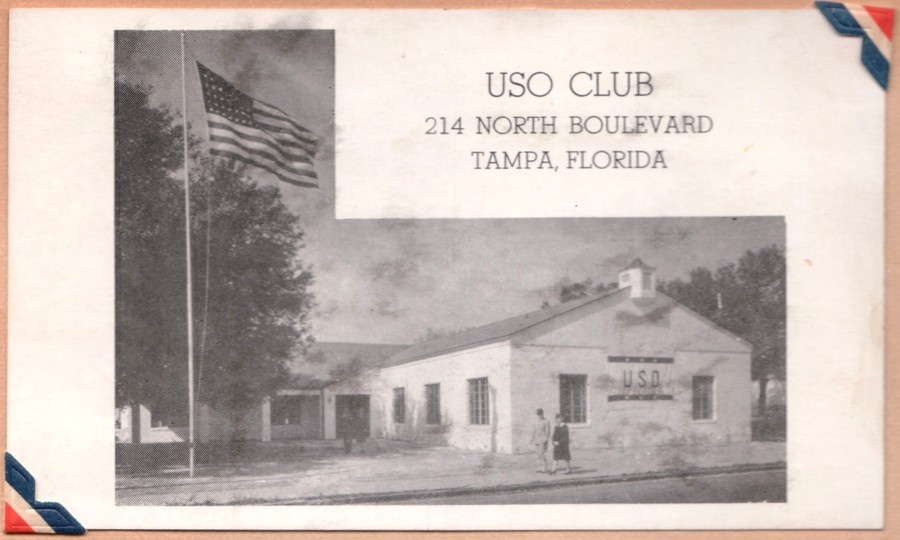 USO CLUB
214 NORTH BOULEVARD
TAMPA, FLORIDA
USO